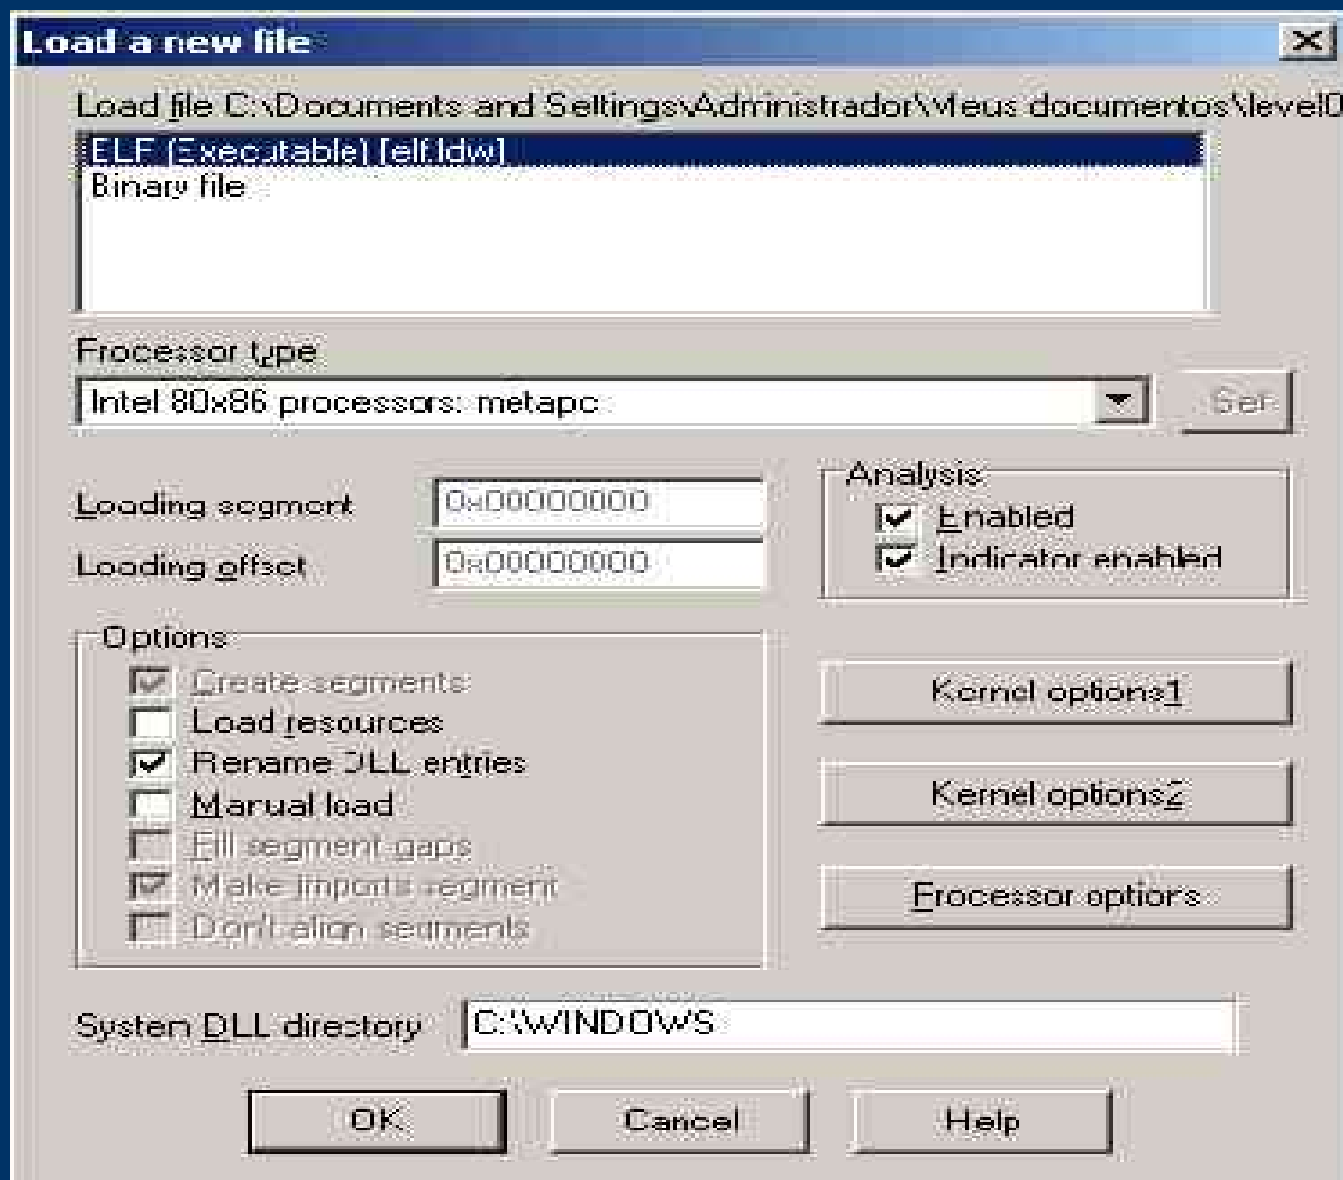 Load a new file
Load file C:\Documents and Settings\Administrador\Meus documentos\level0
ELF (Executable) [elf.ldw]
Binary file
Processor type
Intel 80x86 processors: metapc
Set
Loading segment
0x00000000
Loading offset
0x00000000
Analysis
Enabled
Indicator enabled
Options
Create segments
Load resources
Rename DLL entries
Manual load
Fill segment gaps
Make imports segment
Don't align segments
Kernel options1
Kernel options2
Processor options
System DLL directory
C:\WINDOWS
OK
Cancel
Help